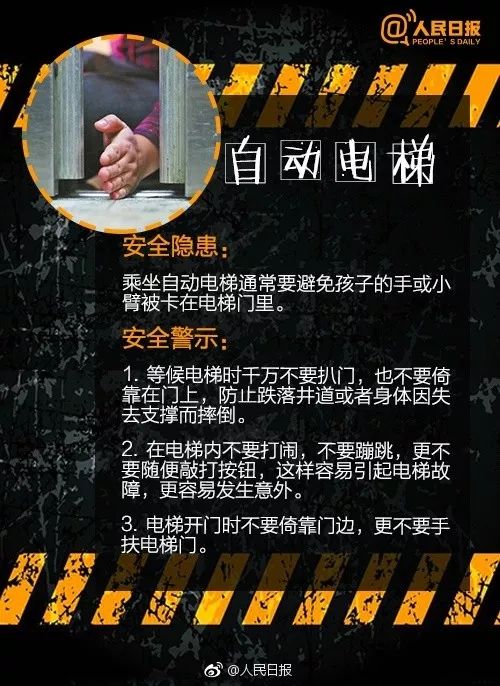 @人民日报
PEOPLE'S DAILY
自动电梯
安全隐患：
乘坐自动电梯通常要避免孩子的手或小
臂被卡在电梯门里。
安全警示：
1. 等候电梯时千万不要扒门，也不要倚
靠在门上，防止跌落井道或者身体因失
去支撑而摔倒。
2. 在电梯内不要打闹，不要蹦跳，更不
要随便敲打按钮，这样容易引起电梯故
障，更容易发生意外。
3. 电梯开门时不要倚靠门边，更不要手
扶电梯门。
@人民日报